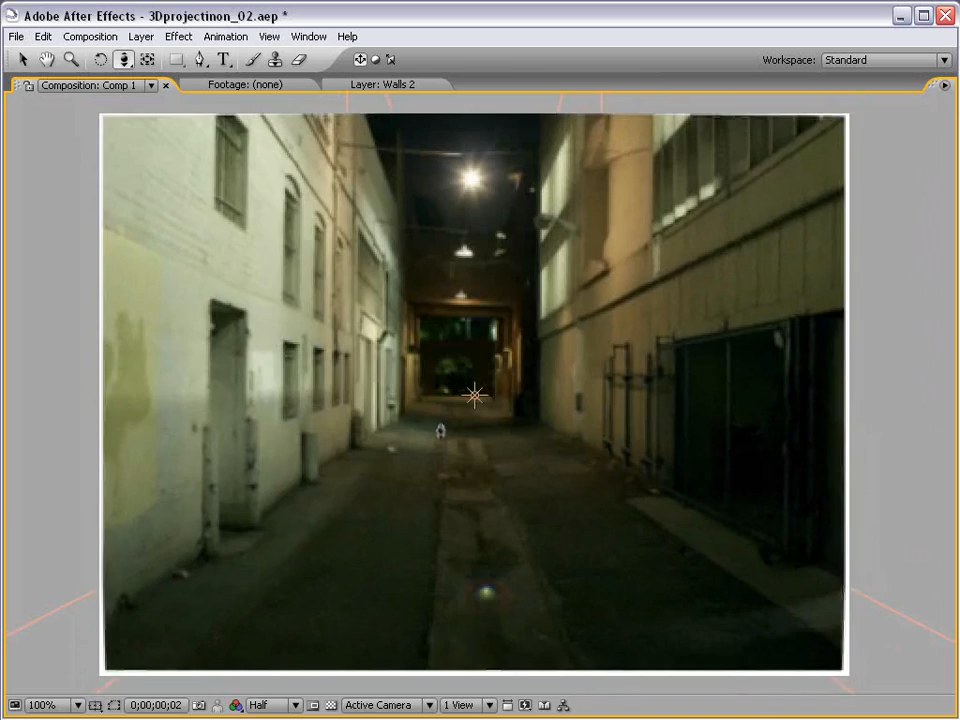 Adobe After Effects - 3Dprojectinon_02.aep *
File Edit Composition Layer Effect Animation View Window Help
T Workspace: Standard
Composition: Comp 1 Footage: (none) Layer: Walls 2
100% 0;00;00;02 Half Active Camera 1 View